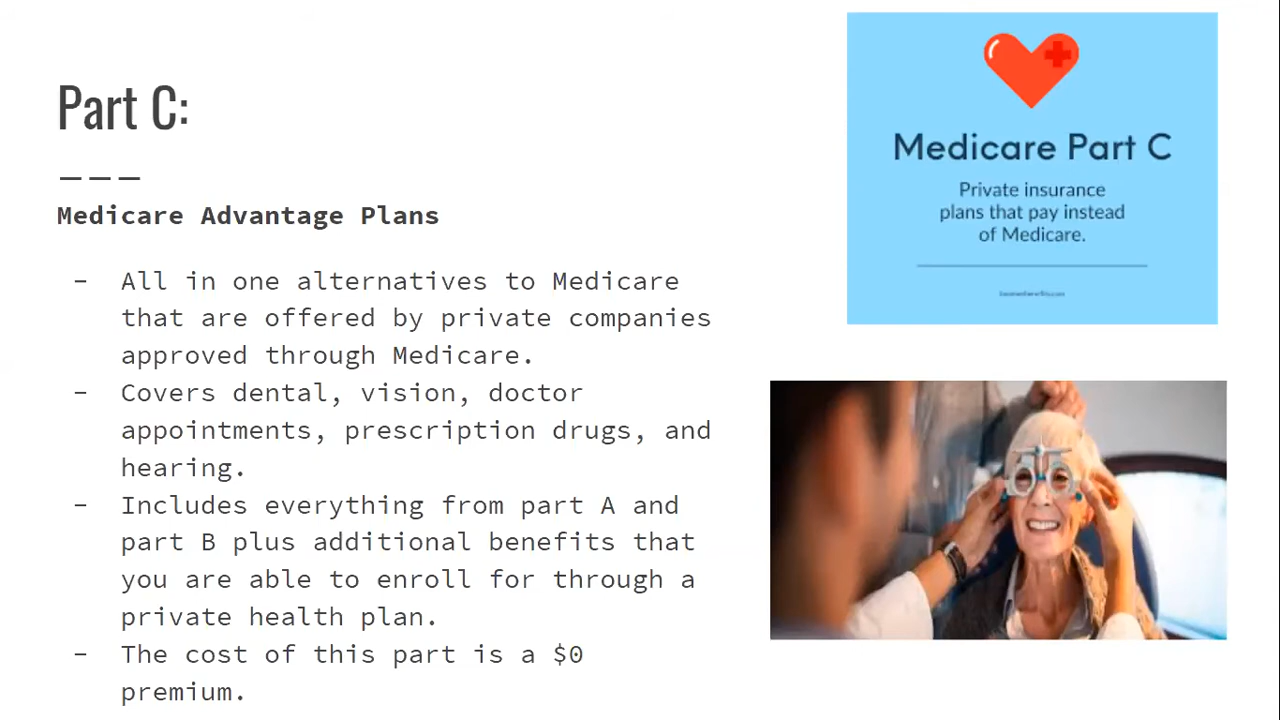 Part C:
Medicare Advantage Plans
- All in one alternatives to Medicare
that are offered by private companies
approved through Medicare.
- Covers dental, vision, doctor
appointments, prescription drugs, and
hearing.
- Includes everything from part A and
part B plus additional benefits that
you are able to enroll for through a
private health plan.
- The cost of this part is a $0
premium.
Medicare Part C
Private insurance
plans that pay instead
of Medicare.